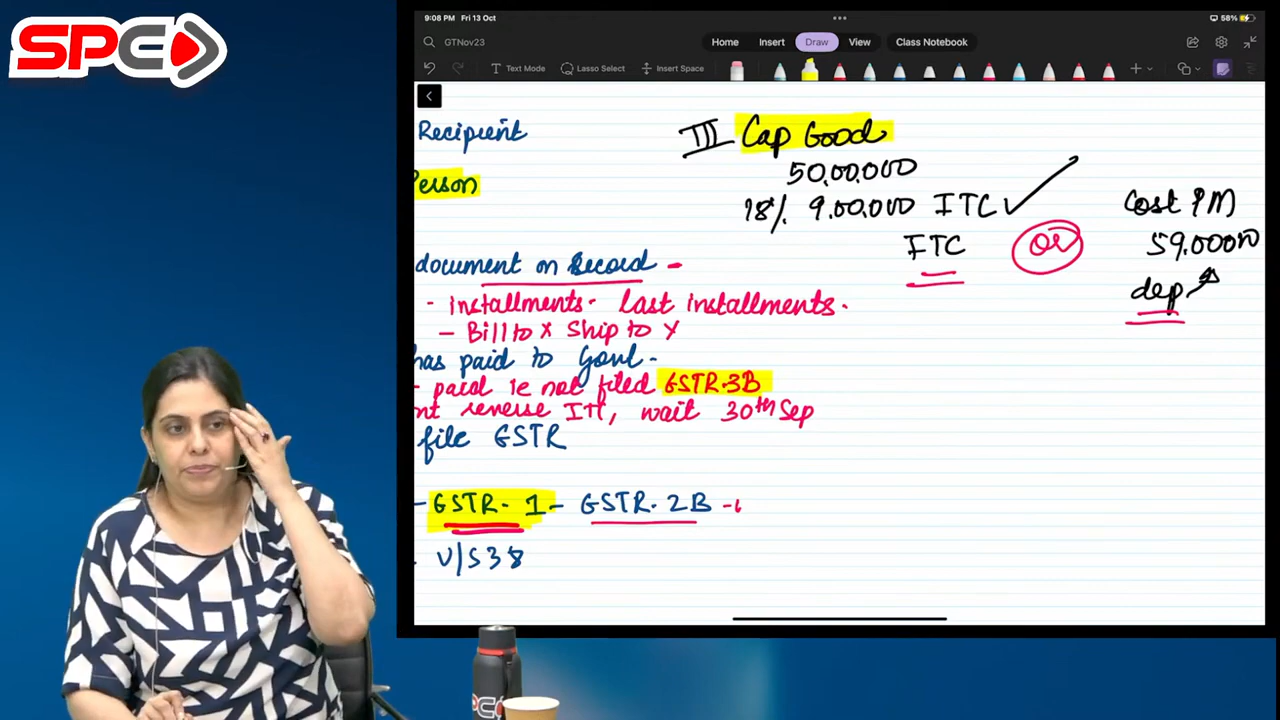 SPC
9:08 PM Fri 13 Oct
58%
GTNov23
Home Insert Draw View Class Notebook
Text Mode Lasso Select Insert Space
Recipient
Person
document on Record -
- Installments - last installments.
- Bill to X Ship to Y
has paid to Govt -
- paid ie not filed GSTR-3B
nt reverse ITC, wait 30th Sep
file GSTR
- GSTR-1 - GSTR-2B -
U/S 38
III Cap Good
50,00,000
18% 9,00,000 ITC ✓
ITC
or
Cost PM
59,00000
dep